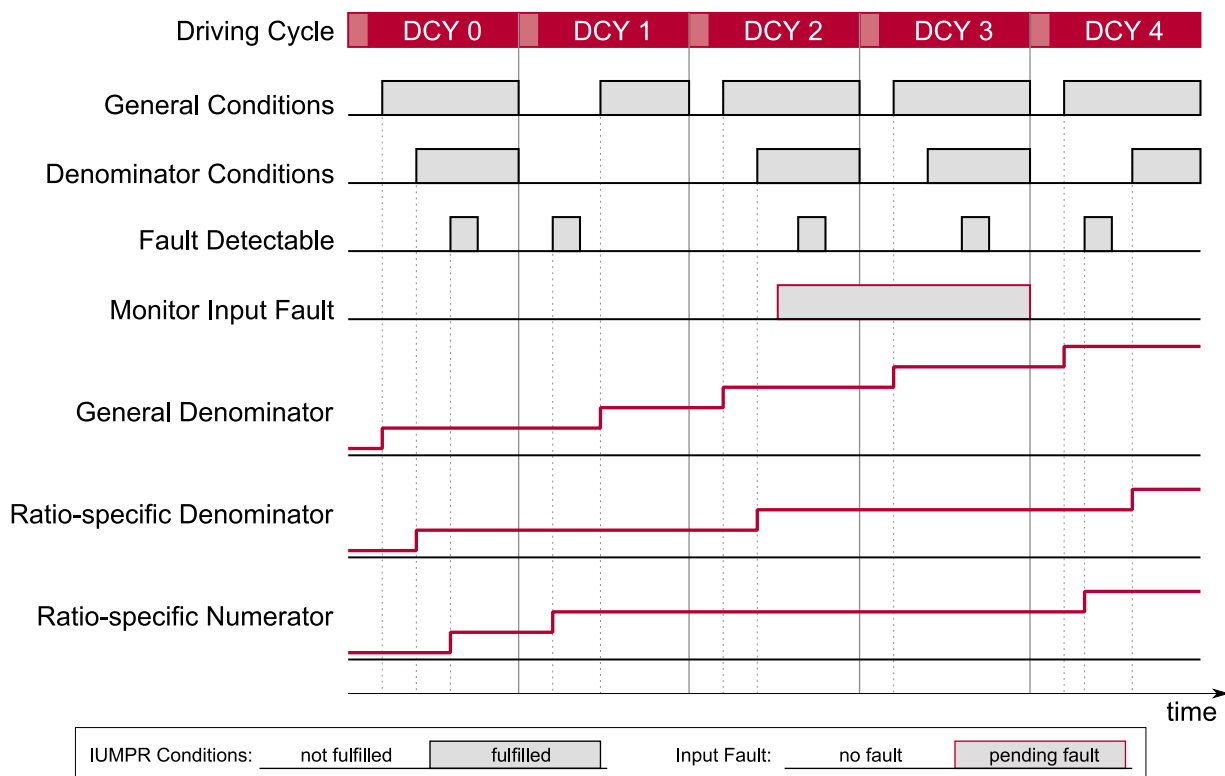 Driving Cycle DCY 0 DCY 1 DCY 2 DCY 3 DCY 4
General Conditions
Denominator Conditions
Fault Detectable
Monitor Input Fault
General Denominator
Ratio-specific Denominator
Ratio-specific Numerator
time
IUMPR Conditions: not fulfilled fulfilled Input Fault: no fault pending fault